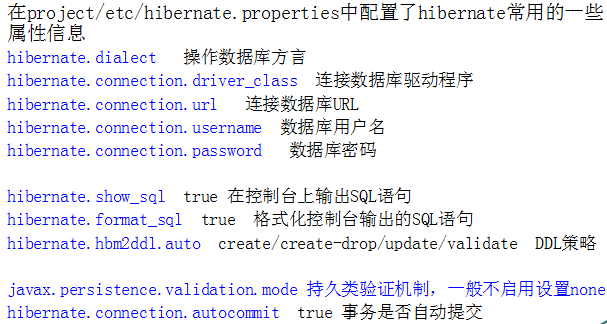 在project/etc/hibernate.properties中配置了hibernate常用的一些
属性信息
hibernate.dialect 操作数据库方言
hibernate.connection.driver_class 连接数据库驱动程序
hibernate.connection.url 连接数据库URL
hibernate.connection.username 数据库用户名
hibernate.connection.password 数据库密码
hibernate.show_sql true 在控制台上输出SQL语句
hibernate.format_sql true 格式化控制台输出的SQL语句
hibernate.hbm2ddl.auto create/create-drop/update/validate DDL策略
javax.persistence.validation.mode 持久类验证机制，一般不启用设置none
hibernate.connection.autocommit true 事务是否自动提交